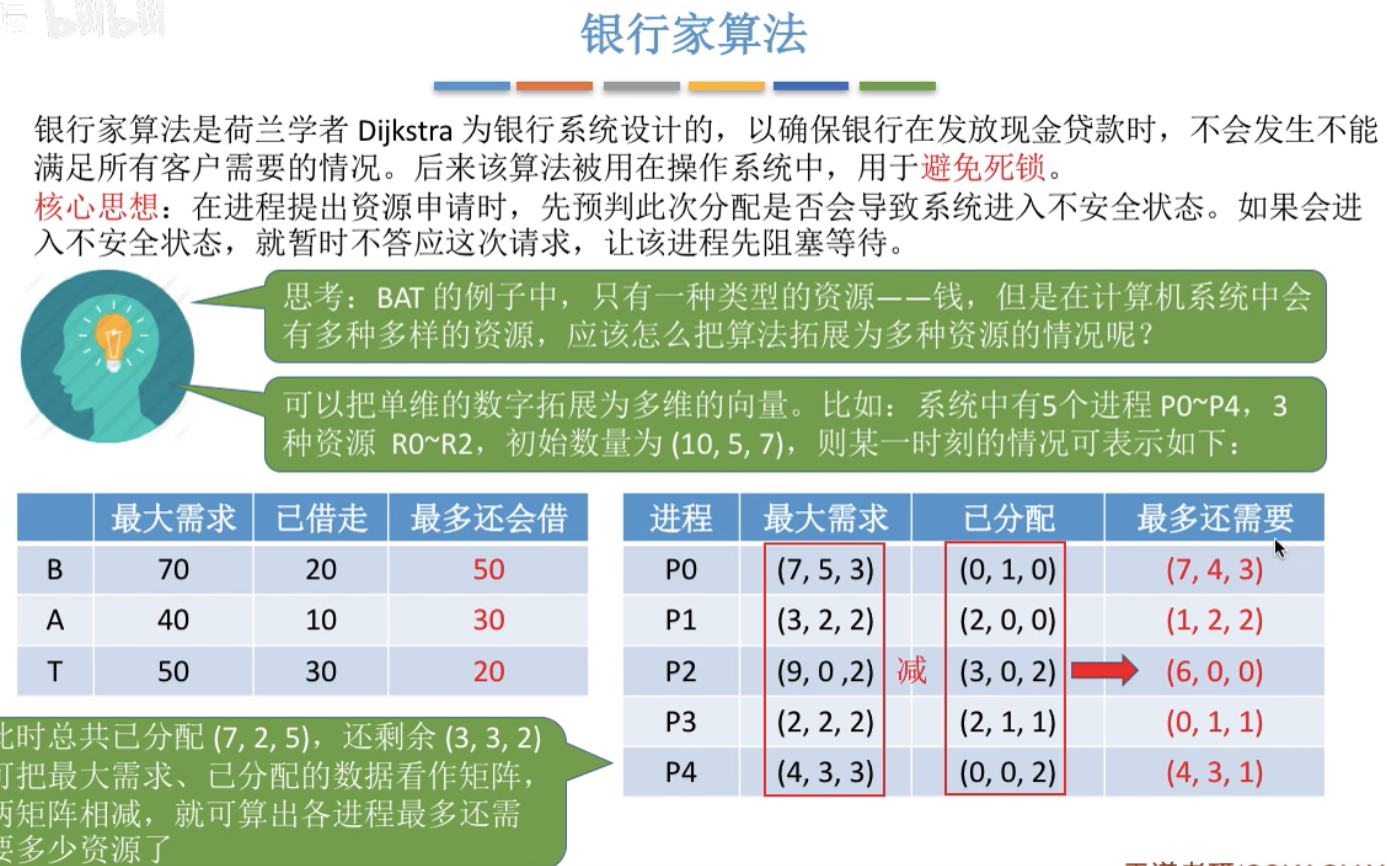 银行家算法
银行家算法是荷兰学者 Dijkstra 为银行系统设计的，以确保银行在发放现金贷款时，不会发生不能
满足所有客户需要的情况。后来该算法被用在操作系统中，用于避免死锁。
核心思想：在进程提出资源申请时，先预判此次分配是否会导致系统进入不安全状态。如果会进
入不安全状态，就暂时不答应这次请求，让该进程先阻塞等待。
思考：BAT 的例子中，只有一种类型的资源——钱，但是在计算机系统中会
有多种多样的资源，应该怎么把算法拓展为多种资源的情况呢？
可以把单维的数字拓展为多维的向量。比如：系统中有5个进程 P0~P4，3
种资源 R0~R2，初始数量为 (10, 5, 7)，则某一时刻的情况可表示如下：
最大需求 已借走 最多还会借
B 70 20 50
A 40 10 30
T 50 30 20
进程 最大需求 已分配 最多还需要
P0 (7, 5, 3) (0, 1, 0) (7, 4, 3)
P1 (3, 2, 2) (2, 0, 0) (1, 2, 2)
P2 (9, 0 ,2) 减 (3, 0, 2) (6, 0, 0)
P3 (2, 2, 2) (2, 1, 1) (0, 1, 1)
P4 (4, 3, 3) (0, 0, 2) (4, 3, 1)
此时总共已分配 (7, 2, 5)，还剩余 (3, 3, 2)
可把最大需求、已分配的数据看作矩阵，
两矩阵相减，就可算出各进程最多还需
要多少资源了